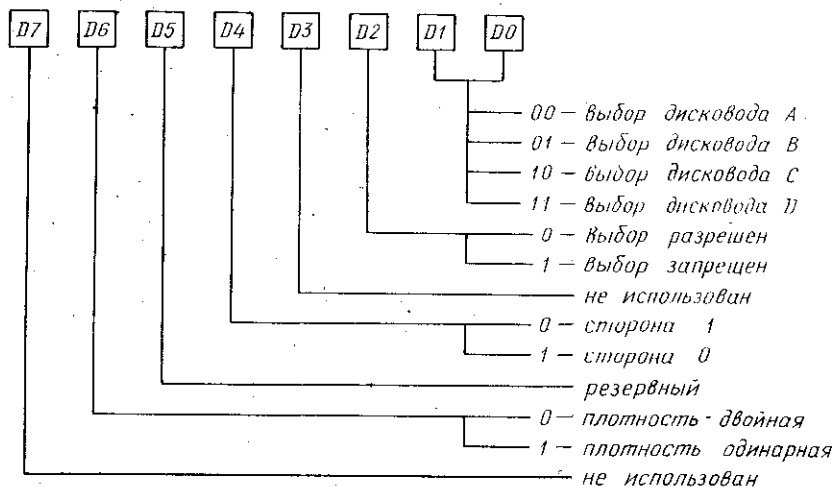 D7 D6 D5 D4 D3 D2 D1 D0
00 – выбор дисковода A
01 – выбор дисковода B
10 – выбор дисковода C
11 – выбор дисковода D
0 – выбор разрешен
1 – выбор запрещен
не использован
0 – сторона 1
1 – сторона 0
резервный
0 – плотность - двойная
1 – плотность одинарная
не использован